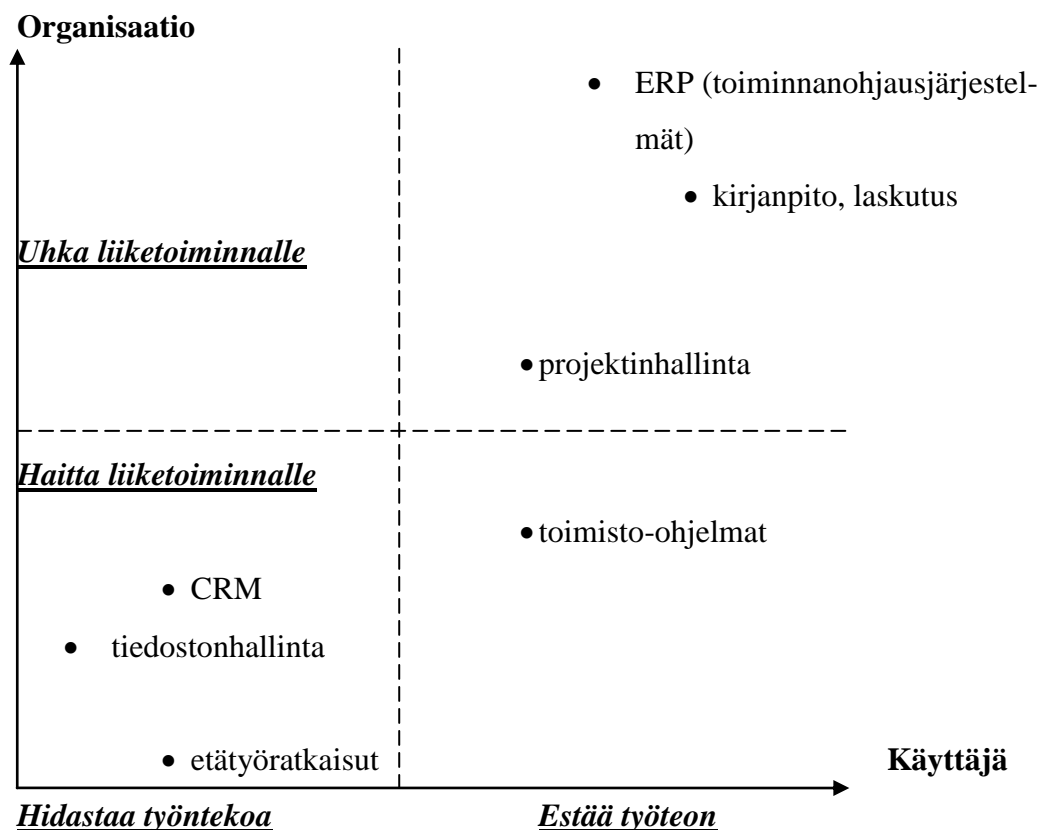 Organisaatio
• ERP (toiminnanohjausjärjestel-
mät)
• kirjanpito, laskutus
Uhka liiketoiminnalle
• projektinhallinta
Haitta liiketoiminnalle
• toimisto-ohjelmat
• CRM
• tiedostonhallinta
• etätyöratkaisut
Käyttäjä
Hidastaa työntekoa
Estää työteon